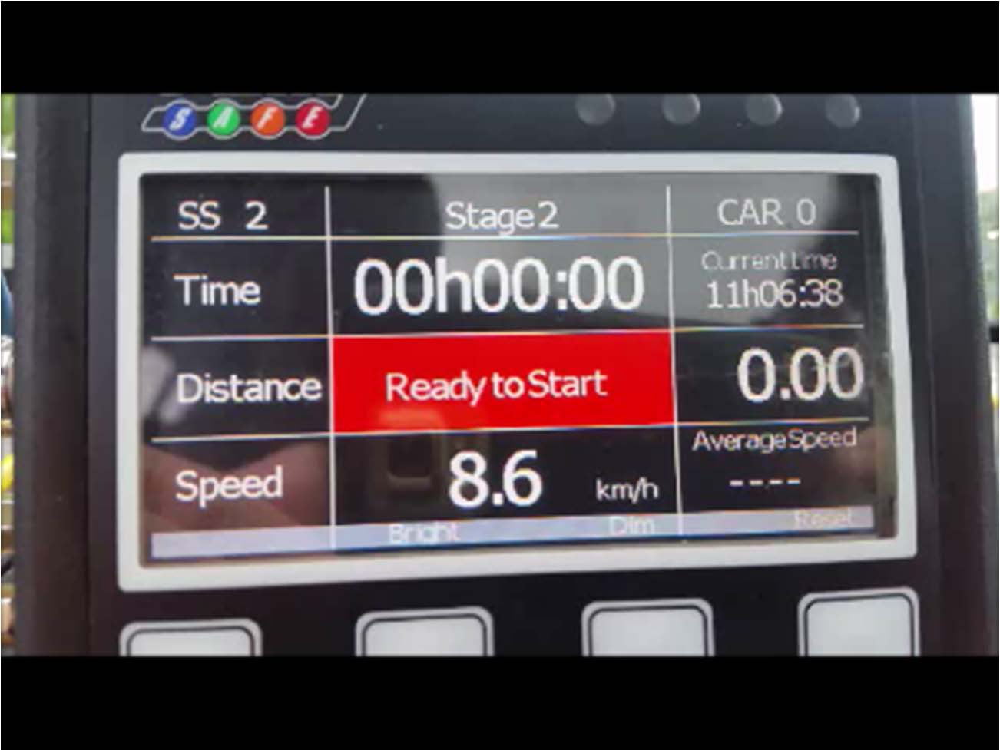 SAFE
SS 2 Stage 2 CAR 0
Time 00h00:00 Current time
11h06:38
Distance Ready to Start 0.00
Average Speed
Speed 8.6 km/h ----
Bright Dim Reset